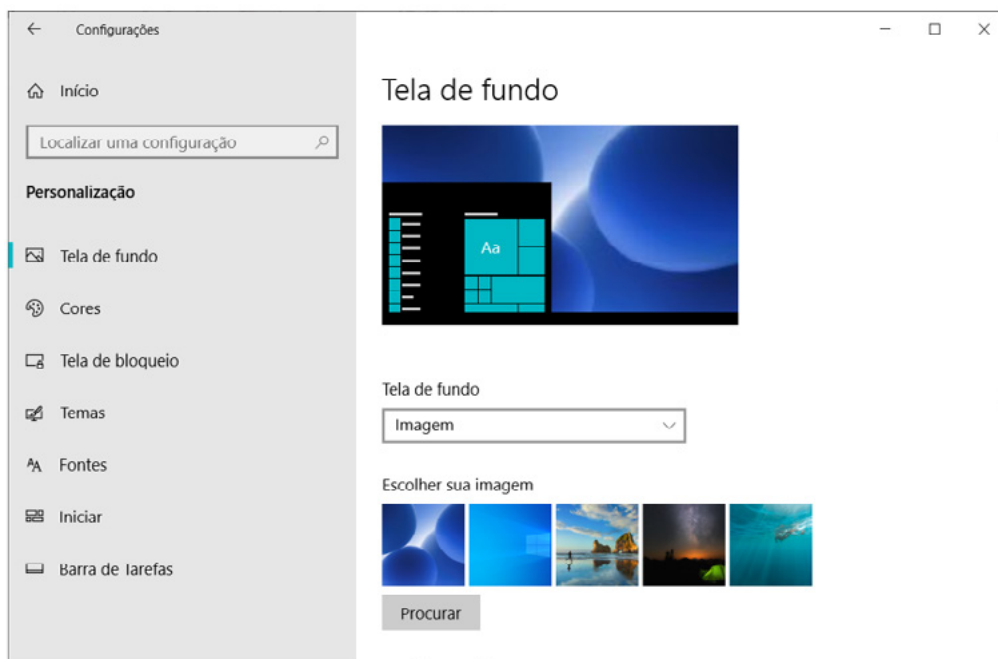 Configurações
Início
Localizar uma configuração
Personalização
Tela de fundo
Cores
Tela de bloqueio
Temas
Fontes
Iniciar
Barra de Tarefas
Tela de fundo
Aa
Tela de fundo
Imagem
Escolher sua imagem
Procurar